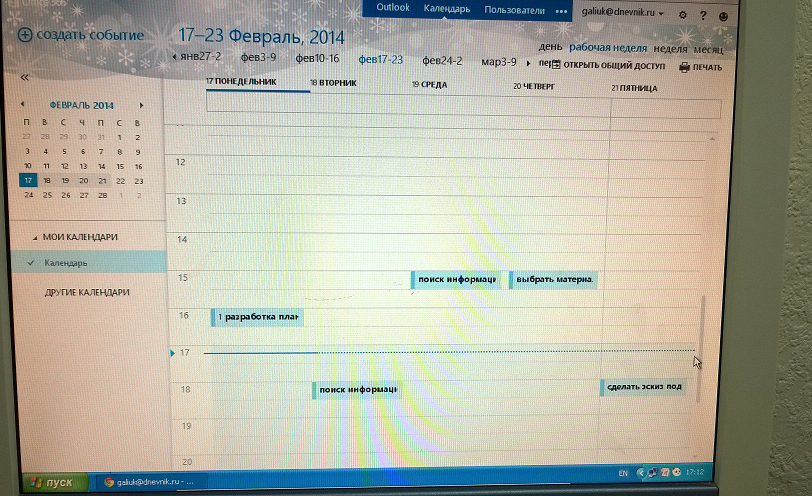 Outlook Календарь Пользователи ••• galiuk@dnevnik.ru ?
создать событие
17–23 Февраль, 2014
день рабочая неделя неделя месяц
янв27-2 фев3-9 фев10-16 фев17-23 фев24-2 мар3-9
ОТКРЫТЬ ОБЩИЙ ДОСТУП ПЕЧАТЬ
17 ПОНЕДЕЛЬНИК 18 ВТОРНИК 19 СРЕДА 20 ЧЕТВЕРГ 21 ПЯТНИЦА
«
ФЕВРАЛЬ 2014
П В С Ч П С В
27 28 29 30 31 1 2
3 4 5 6 7 8 9
10 11 12 13 14 15 16
17 18 19 20 21 22 23
24 25 26 27 28 1 2
МОИ КАЛЕНДАРИ
Календарь
ДРУГИЕ КАЛЕНДАРИ
12
13
14
15 поиск информаци выбрать материа
16 1 разработка план
17
18 поиск информаци сделать эскиз под
19
20
пуск galiuk@dnevnik.ru - ... EN 17:12